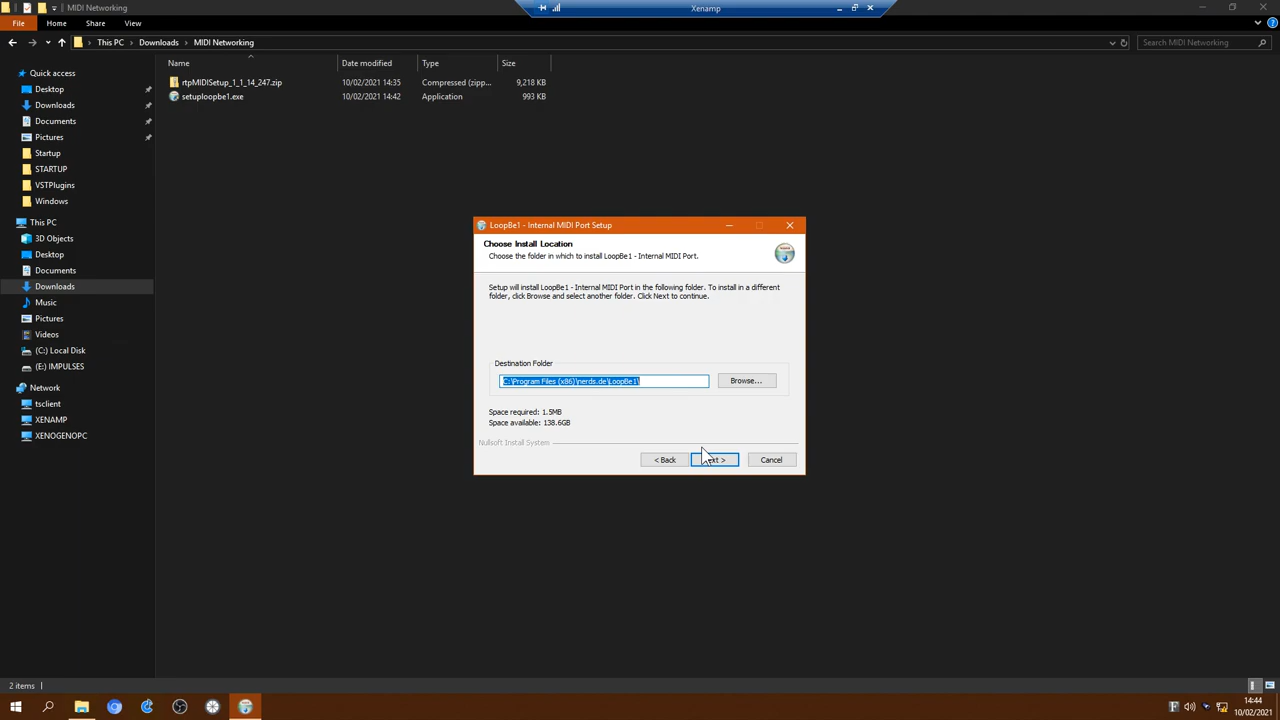 MIDI Networking
Xenamp
File Home Share View
This PC Downloads MIDI Networking
Search MIDI Networking
Name Date modified Type Size
rtpMIDISetup_1_1_14_247.zip 10/02/2021 14:35 Compressed (zipp... 9,218 KB
setuploopbe1.exe 10/02/2021 14:42 Application 993 KB
Quick access
Desktop
Downloads
Documents
Pictures
Startup
STARTUP
VSTPlugins
Windows
This PC
3D Objects
Desktop
Documents
Downloads
Music
Pictures
Videos
(C:) Local Disk
(E:) IMPULSES
Network
tsclient
XENAMP
XENOGENOPC
LoopBe1 - Internal MIDI Port Setup
Choose Install Location
Choose the folder in which to install LoopBe1 - Internal MIDI Port.
Setup will install LoopBe1 - Internal MIDI Port in the following folder. To install in a different
folder, click Browse and select another folder. Click Next to continue.
Destination Folder
C:\Program Files (x86)\nerds.de\LoopBe1\
Browse...
Space required: 1.5MB
Space available: 138.6GB
Nullsoft Install System
< Back
Cancel
2 items
14:44
10/02/2021